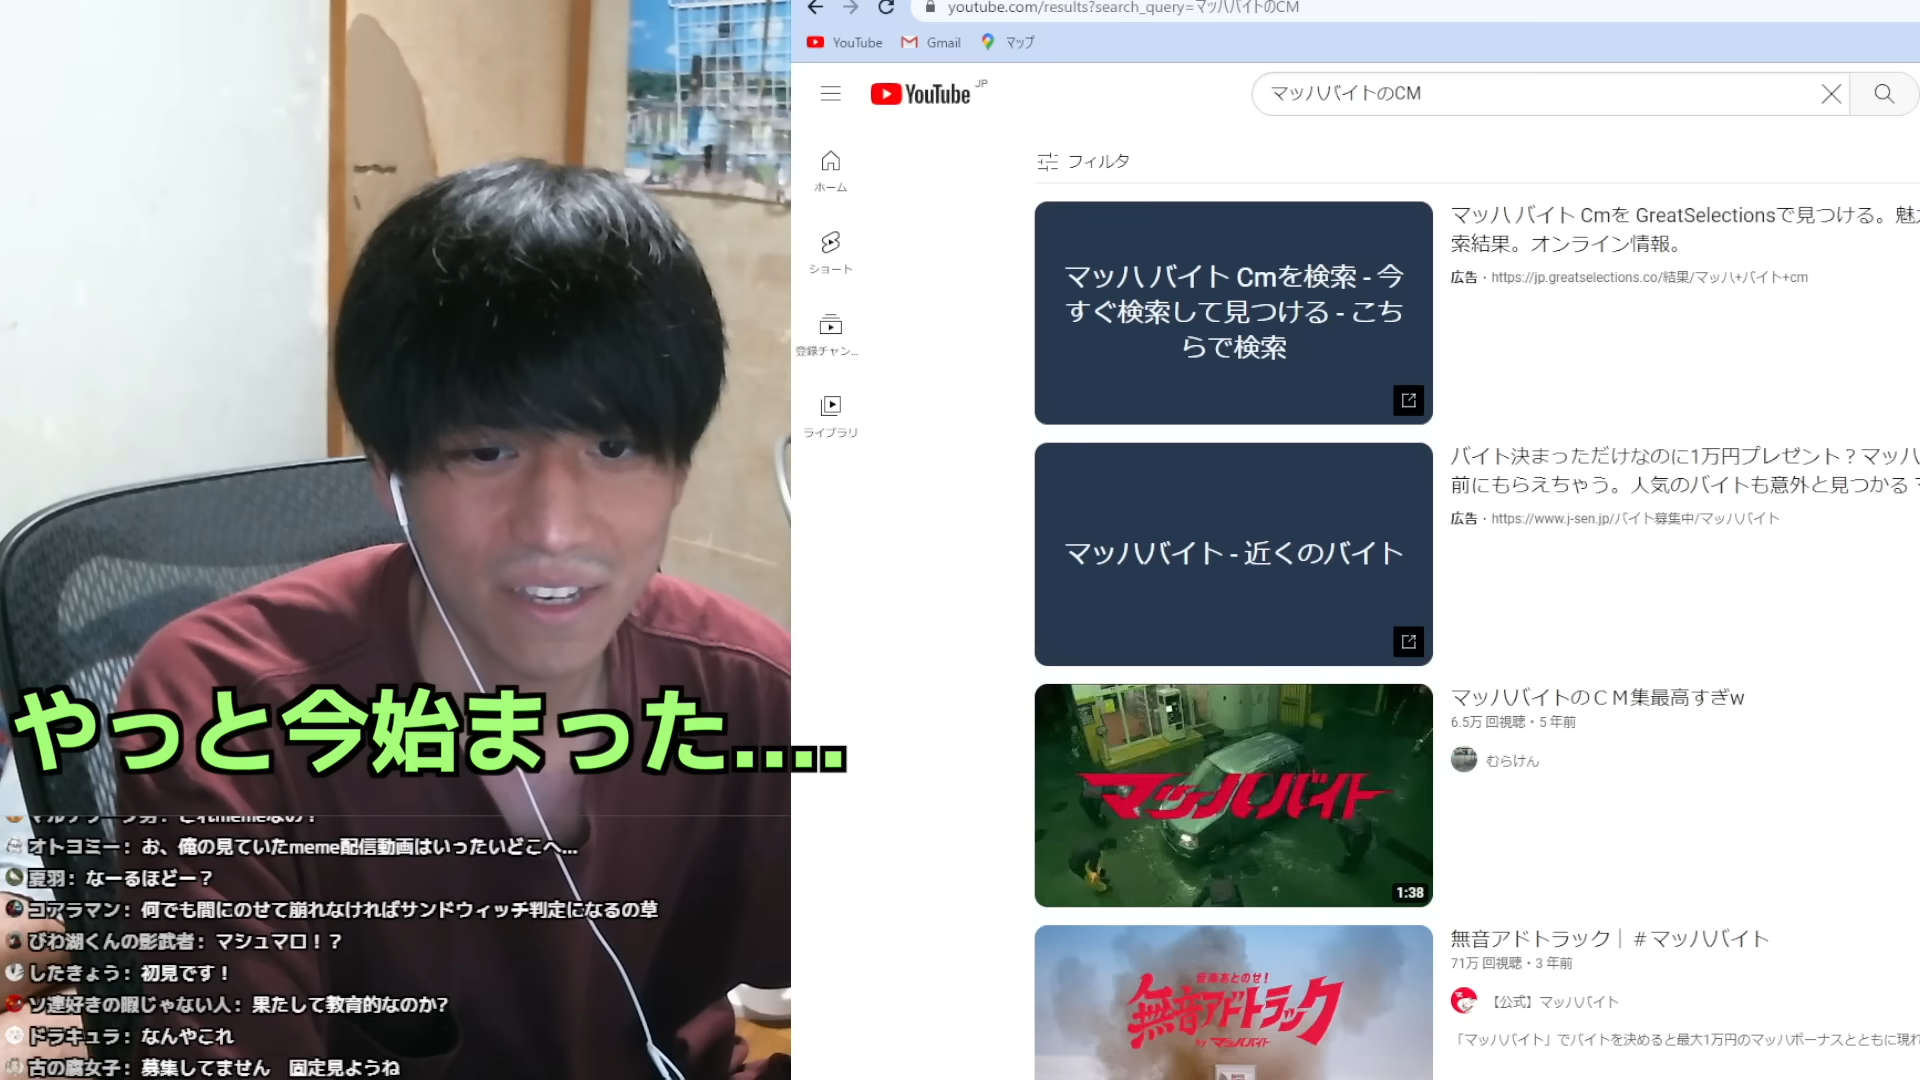 youtube.com/results?search_query=マッハバイトのCM
YouTube
Gmail
マップ
YouTube JP
マッハバイトのCM
フィルタ
ホーム
ショート
登録チャン...
ライブラリ
マッハ バイト Cmを検索 - 今
すぐ検索して見つける - こち
らで検索
マッハ バイト Cmを GreatSelectionsで見つける。
索結果。オンライン情報。
広告・https://jp.greatselections.co/結果/マッハ+バイト+cm
マッハバイト - 近くのバイト
バイト決まっただけなのに1万円プレゼント?マッハ
前にもらえちゃう。人気のバイトも意外と見つかる
広告・https://www.j-sen.jp/バイト募集中/マッハバイト
マッハバイト
1:38
マッハバイトのCM集最高すぎw
6.5万 回視聴・5 年前
むらけん
音楽あとのせ!
無音アドトラック
by マッハバイト
無音アドトラック|#マッハバイト
71万 回視聴・3 年前
【公式】マッハバイト
「マッハバイト」でバイトを決めると最大1万円のマッハボーナスとともに現れ
やっと今始まった....
オトヨミー: お、俺の見ていたmeme配信動画はいったいどこへ...
夏羽: なーるほどー?
コアラマン: 何でも間にのせて崩れなければサンドウィッチ判定になるの草
びわ湖くんの影武者: マシュマロ!?
したきょう: 初見です!
ソ連好きの暇じゃない人: 果たして教育的なのか?
ドラキュラ: なんやこれ
古の腐女子: 募集してません 固定見ようね